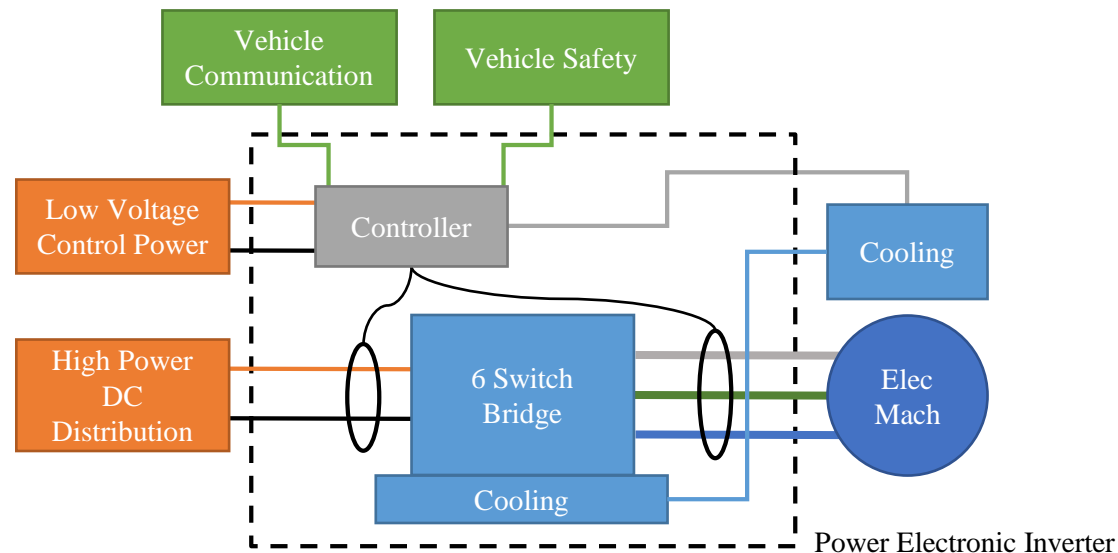 Vehicle
Communication
Vehicle Safety
Low Voltage
Control Power
Controller
Cooling
High Power
DC
Distribution
6 Switch
Bridge
Elec
Mach
Cooling
Power Electronic Inverter